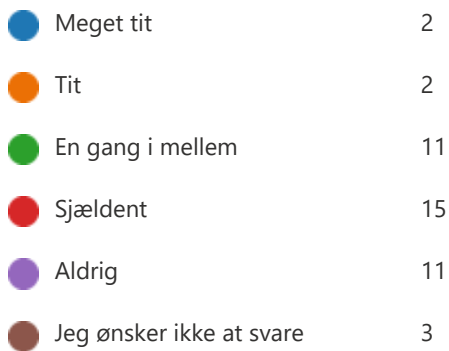 Meget tit 2
Tit 2
En gang i mellem 11
Sjældent 15
Aldrig 11
Jeg ønsker ikke at svare 3